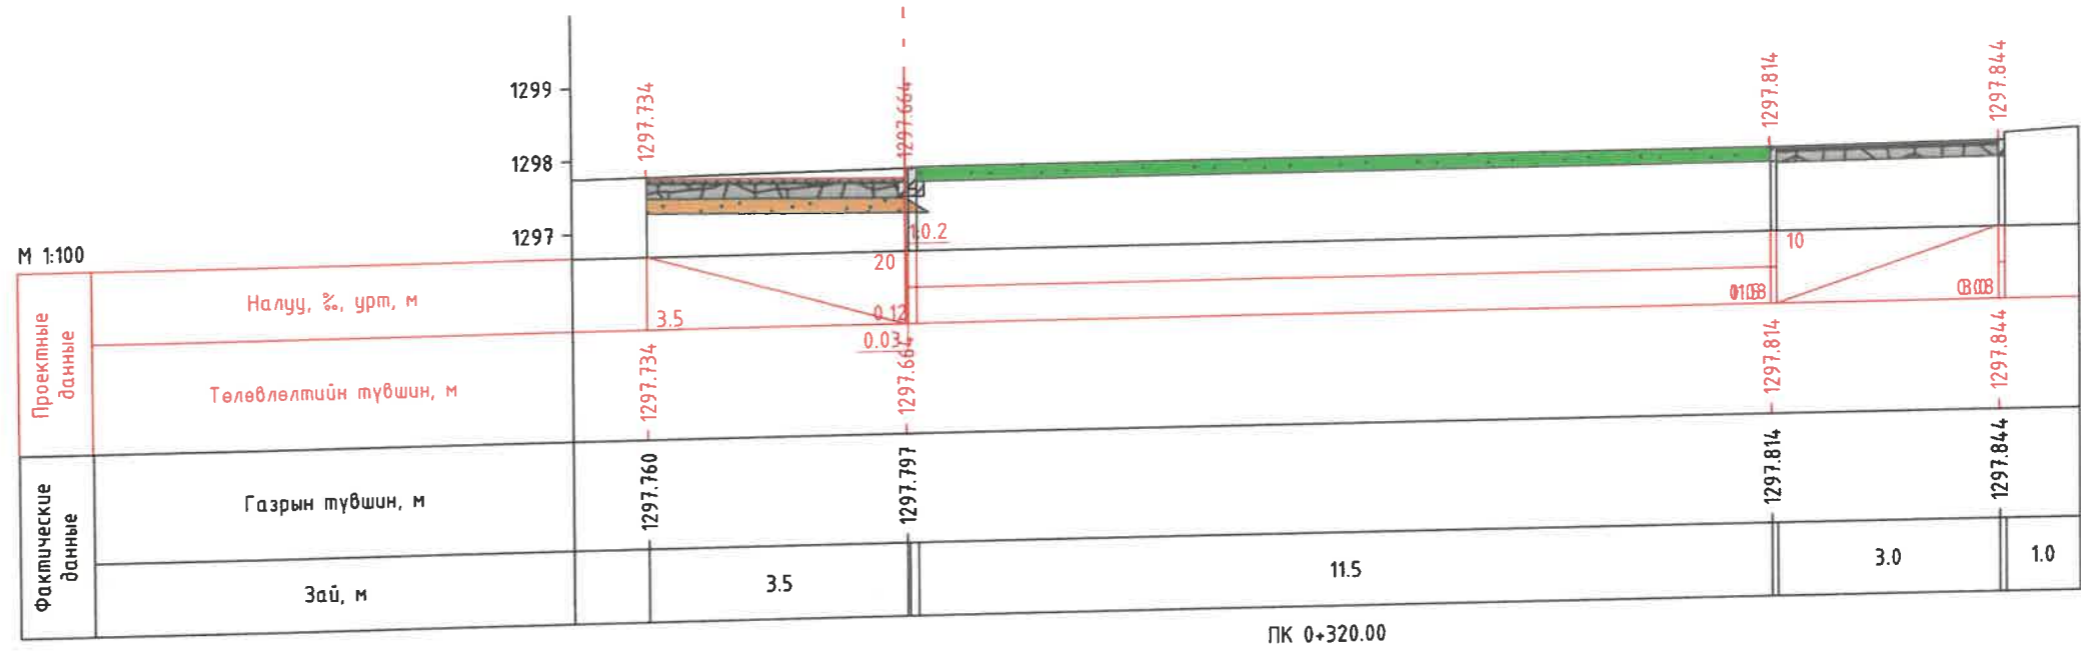 1299
1298
1297
1297.734
1297.664
1297.814
1297.844
М 1:100
1:0.2
Проектные
данные
Налуу, ‰, урт, м
3.5
20
0.12
0.03
10
Төлөвлөлтийн түвшин, м
1297.734
1297.664
1297.814
1297.844
Фактические
данные
Газрын түвшин, м
1297.760
1297.797
1297.814
1297.844
Зай, м
3.5
11.5
3.0
1.0
ПК 0+320.00